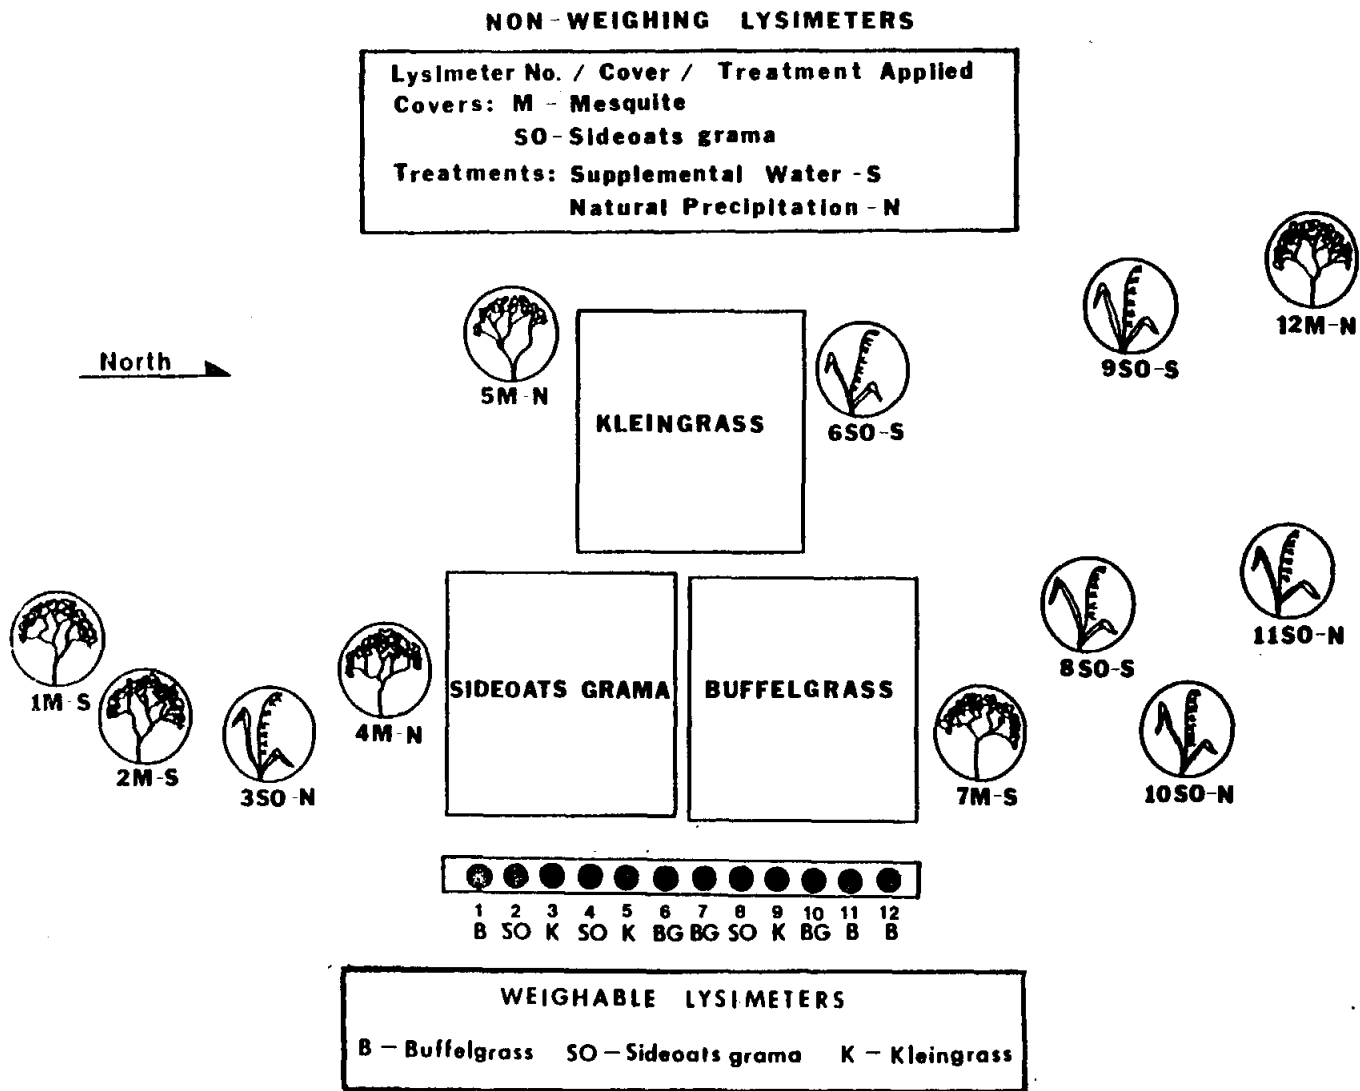 NON-WEIGHING LYSIMETERS
Lysimeter No. / Cover / Treatment Applied
Covers: M - Mesquite
SO-Sideoats grama
Treatments: Supplemental Water -S
Natural Precipitation - N
12M-N
North
9SO-S
5M-N
KLEINGRASS
6SO-S
11SO-N
8SO-S
1M-S
SIDEOATS GRAMA
BUFFELGRASS
4M-N
2M-S
3SO-N
7M-S
10SO-N
1 2 3 4 5 6 7 8 9 10 11 12
B SO K SO K BG BG SO K BG B B
WEIGHABLE LYSIMETERS
B - Buffelgrass SO - Sideoats grama K - Kleingrass